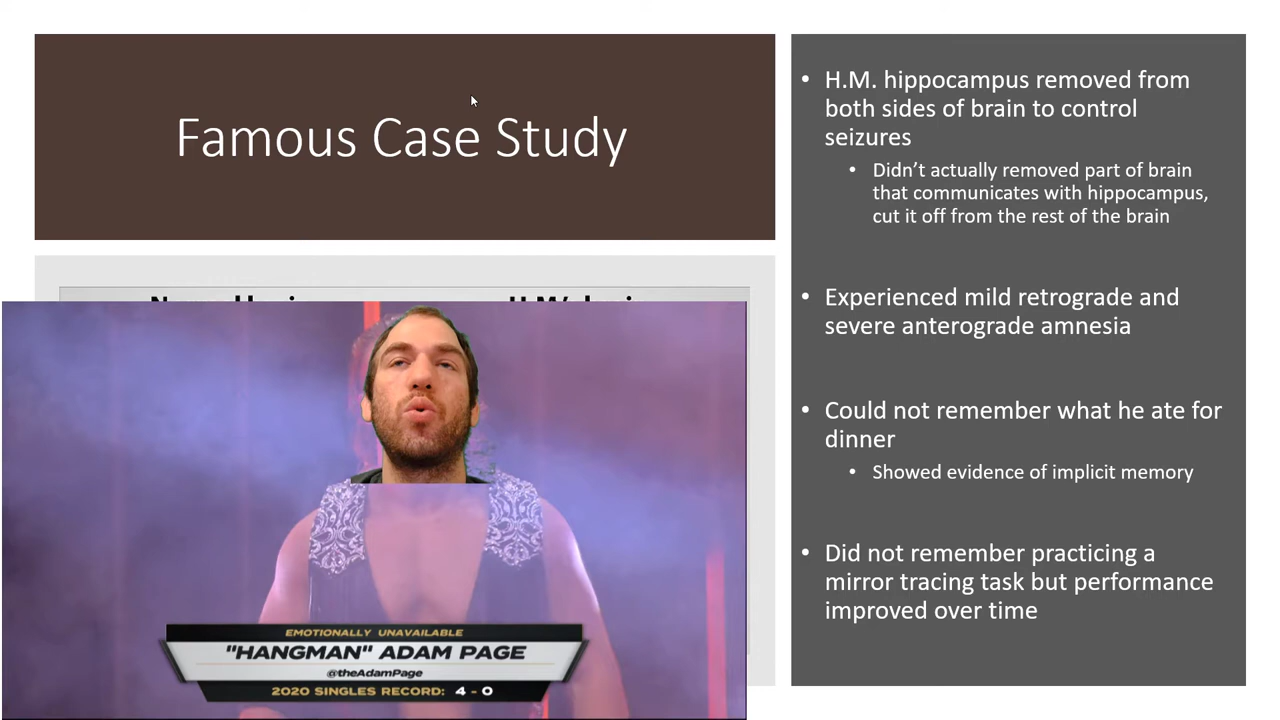 Famous Case Study
• H.M. hippocampus removed from
both sides of brain to control
seizures
• Didn’t actually removed part of brain
that communicates with hippocampus,
cut it off from the rest of the brain
• Experienced mild retrograde and
severe anterograde amnesia
• Could not remember what he ate for
dinner
• Showed evidence of implicit memory
• Did not remember practicing a
mirror tracing task but performance
improved over time
EMOTIONALLY UNAVAILABLE
"HANGMAN" ADAM PAGE
@theAdamPage
2020 SINGLES RECORD: 4 - 0